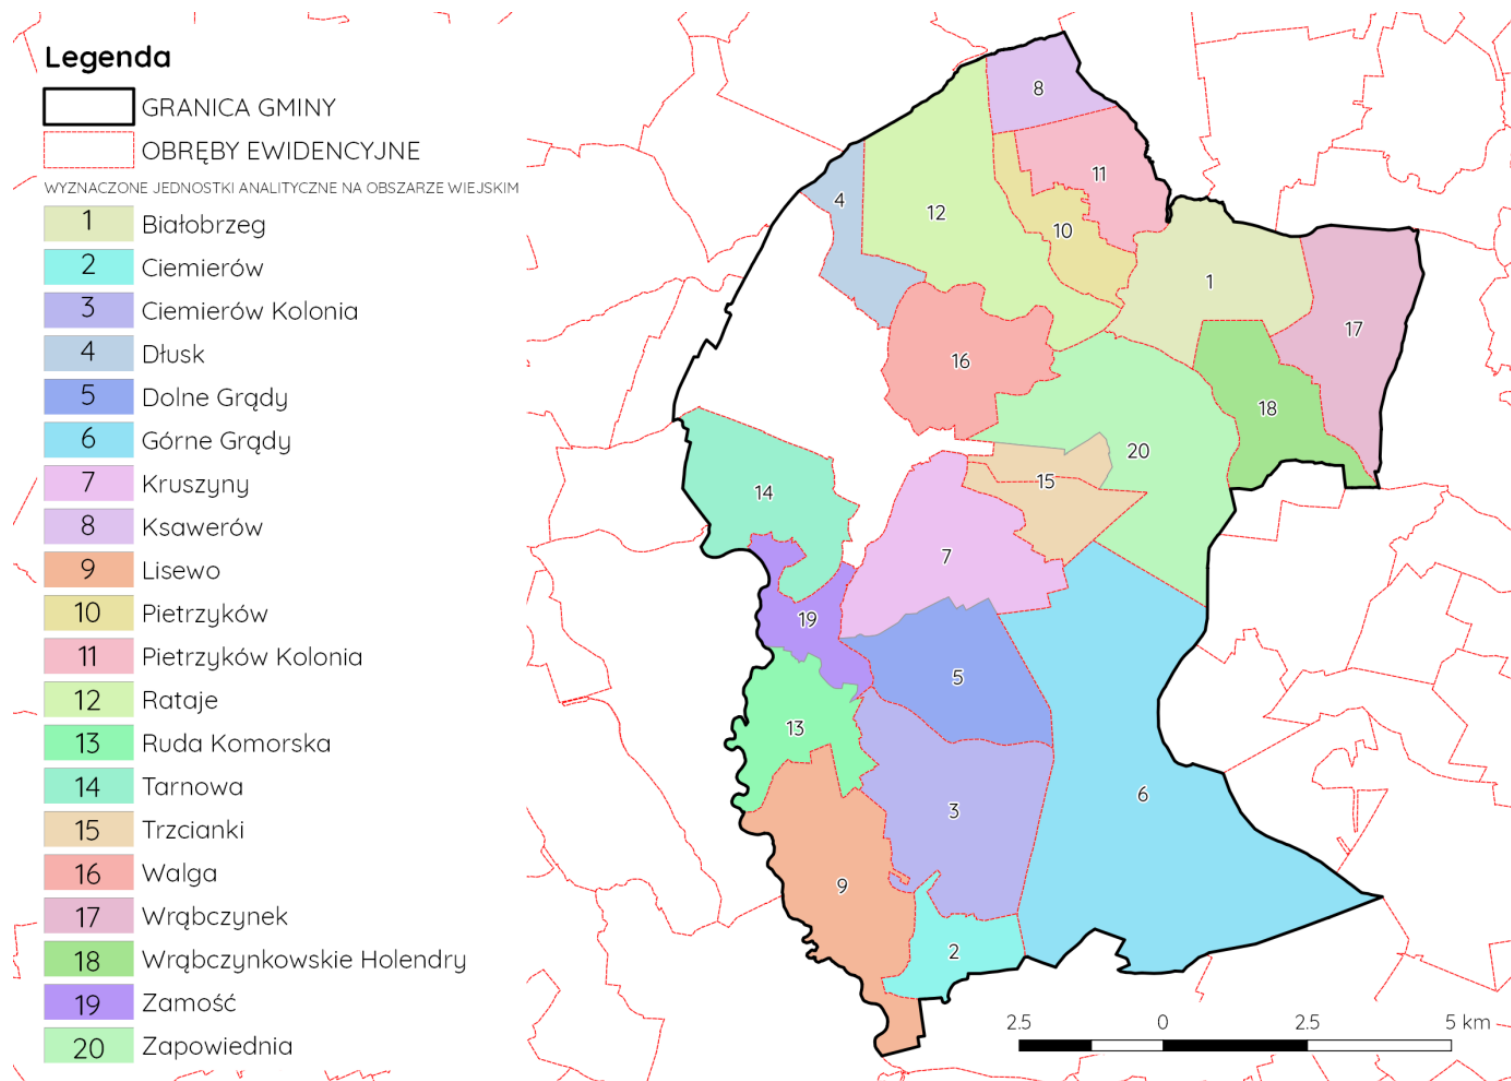 Legenda
GRANICA GMINY
OBRĘBY EWIDENCYJNE
WYZNACZONE JEDNOSTKI ANALITYCZNE NA OBSZARZE WIEJSKIM
1 Białobrzeg
2 Ciemierów
3 Ciemierów Kolonia
4 Dłusk
5 Dolne Grądy
6 Górne Grądy
7 Kruszyny
8 Ksawerów
9 Lisewo
10 Pietrzyków
11 Pietrzyków Kolonia
12 Rataje
13 Ruda Komorska
14 Tarnowa
15 Trzcianki
16 Walga
17 Wrąbczynek
18 Wrąbczynkowskie Holendry
19 Zamość
20 Zapowiednia
8
11
4
12
10
1
17
16
18
20
15
14
7
19
5
13
6
3
9
2
2.5 0 2.5 5 km